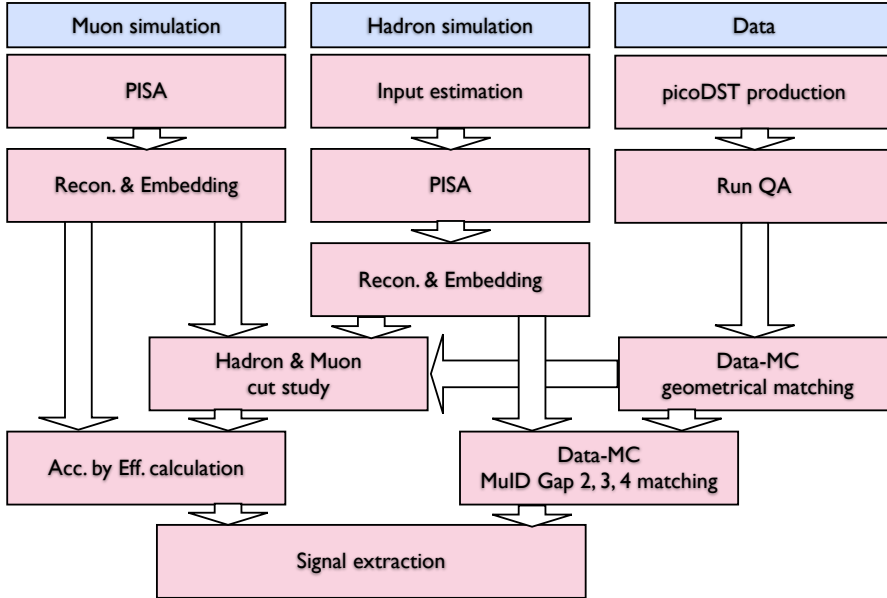 Muon simulation
Hadron simulation
Data
PISA
Input estimation
picoDST production
Recon. & Embedding
PISA
Run QA
Recon. & Embedding
Hadron & Muon
cut study
Data-MC
geometrical matching
Acc. by Eff. calculation
Data-MC
MuID Gap 2, 3, 4 matching
Signal extraction